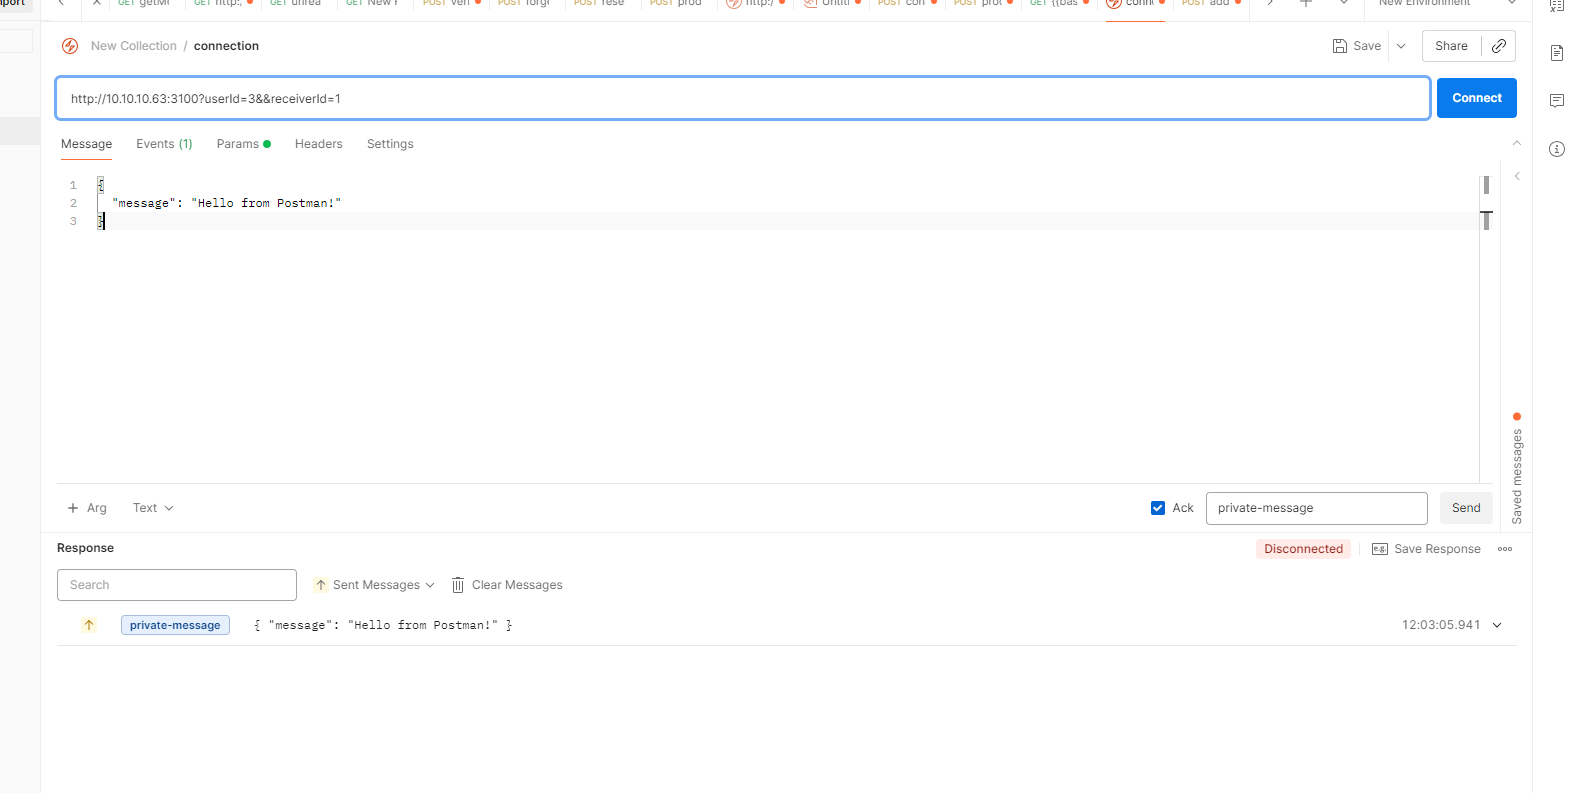 port
GET getMe GET http:, GET unrea GET New F POST veri POST forge POST rese POST prod http:/ Untitl POST con POST prot GET {{bas conn POST add New Environment
New Collection / connection Save Share
http://10.10.10.63:3100?userId=3&&receiverId=1 Connect
Message Events (1) Params Headers Settings
1 {
2 "message": "Hello from Postman!"
3 }
Saved messages
+ Arg Text Ack private-message Send
Response Disconnected e.g. Save Response
Search Sent Messages Clear Messages
private-message { "message": "Hello from Postman!" } 12:03:05.941